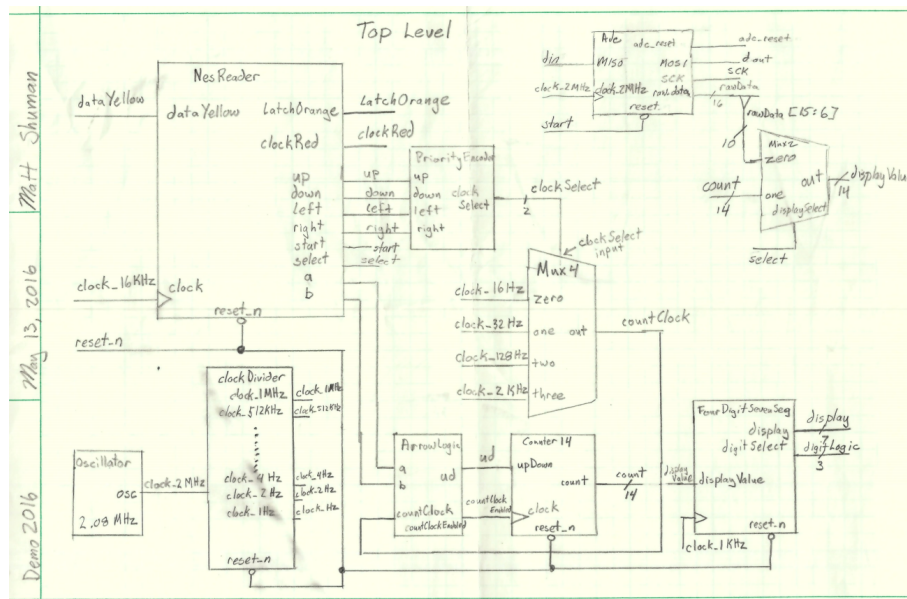 Top Level
Matt Shuman
May 13, 2016
Demo 2016
NesReader
dataYellow
dataYellow
LatchOrange
LatchOrange
clockRed
clockRed
up
down
left
right
start
select
a
b
up
down
left
right
start
select
clock_16KHz
clock
reset_n
reset_n
PriorityEncoder
up
down
left
right
clock
Select
clockSelect
2
clockSelect
input
Mux4
clock_16Hz
zero
clock_32Hz
one
out
clock_128Hz
two
clock_2KHz
three
countClock
Adc
adc_reset
adc_reset
din
MISO
MOSI
dout
SCK
SCK
clock_2MHz
clock_2MHz
rawData
rawData
16
reset
start
rawData [15:6]
10
Mux2
zero
count
14
one
out
displayValue
14
displaySelect
select
Oscillator
osc
2.08 MHz
clock_2MHz
clockDivider
clock_1MHz
clock_1MHz
clock_512KHz
clock_512KHz
clock_4Hz
clock_4Hz
clock_2Hz
clock_2Hz
clock_1Hz
clock_Hz
reset_n
ArrowLogic
a
b
ud
ud
countClock
countClockEnabled
countClock
Enabled
Counter14
upDown
count
count
14
clock
reset_n
FourDigitSevenSeg
display
display
7
digitSelect
digitLogic
3
display
Value
displayValue
reset_n
clock_1KHz